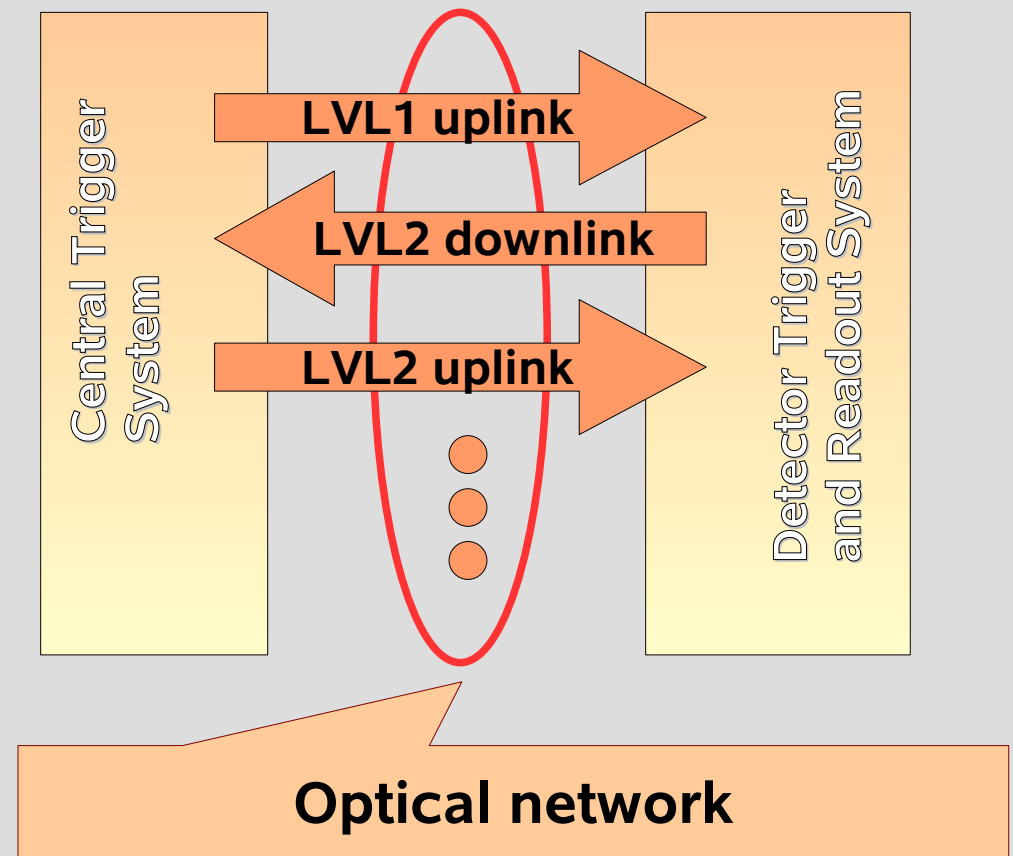 Central Trigger
System
LVL1 uplink
LVL2 downlink
LVL2 uplink
Detector Trigger
and Readout System
Optical network